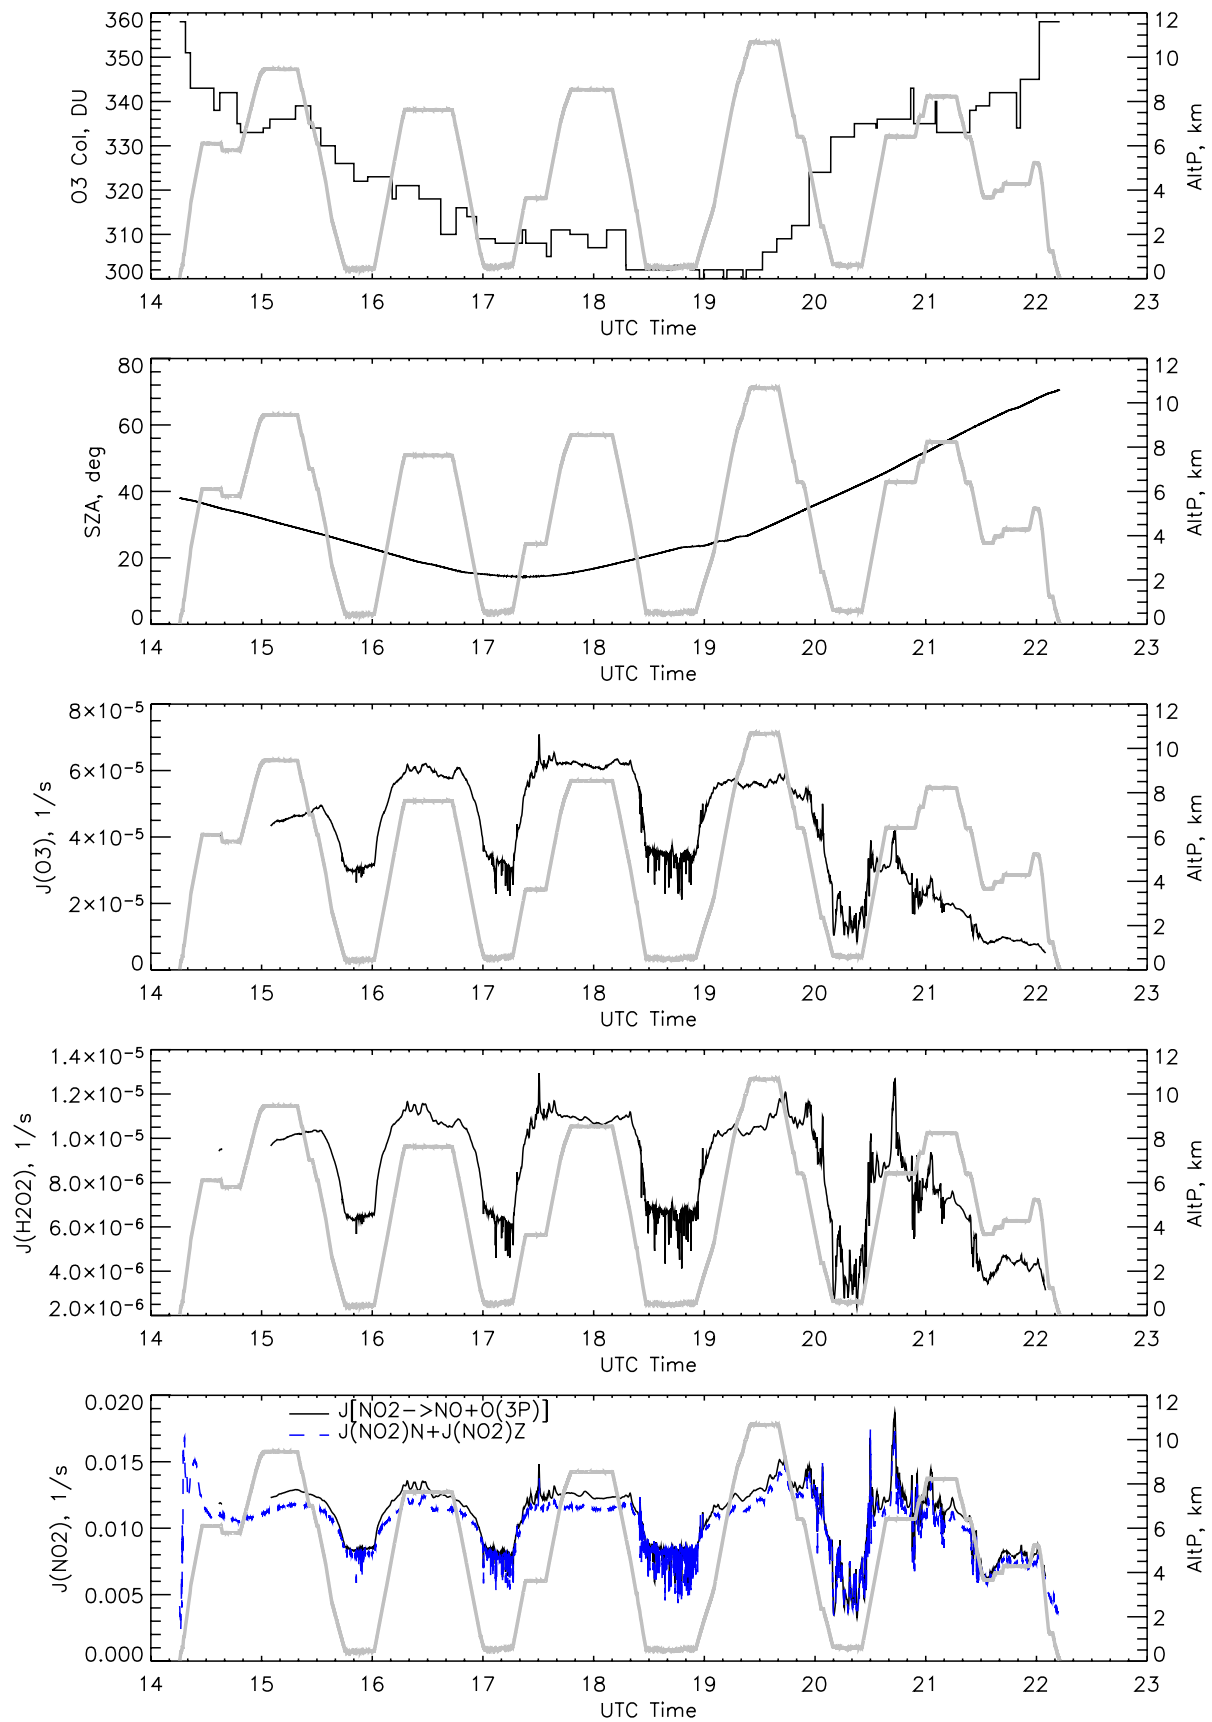 360
350
340
330
320
310
300
O3 Col, DU
12
10
8
6
4
2
0
AltP, km
14 15 16 17 18 19 20 21 22 23
UTC Time
80
60
40
20
0
SZA, deg
12
10
8
6
4
2
0
AltP, km
14 15 16 17 18 19 20 21 22 23
UTC Time
8×10⁻⁵
6×10⁻⁵
4×10⁻⁵
2×10⁻⁵
0
J(O3), 1/s
12
10
8
6
4
2
0
AltP, km
14 15 16 17 18 19 20 21 22 23
UTC Time
1.4×10⁻⁵
1.2×10⁻⁵
1.0×10⁻⁵
8.0×10⁻⁶
6.0×10⁻⁶
4.0×10⁻⁶
2.0×10⁻⁶
J(H2O2), 1/s
12
10
8
6
4
2
0
AltP, km
14 15 16 17 18 19 20 21 22 23
UTC Time
J[NO2->NO+O(3P)]
J(NO2)N+J(NO2)Z
0.020
0.015
0.010
0.005
0.000
J(NO2), 1/s
12
10
8
6
4
2
0
AltP, km
14 15 16 17 18 19 20 21 22 23
UTC Time